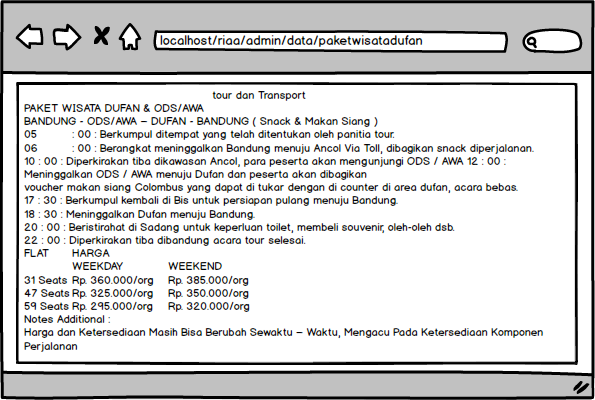 localhost/riaa/admin/data/paketwisatadufan
tour dan Transport
PAKET WISATA DUFAN & ODS/AWA
BANDUNG - ODS/AWA – DUFAN - BANDUNG ( Snack & Makan Siang )
05 : 00 : Berkumpul ditempat yang telah ditentukan oleh panitia tour.
06 : 00 : Berangkat meninggalkan Bandung menuju Ancol Via Toll, dibagikan snack diperjalanan.
10 : 00 : Diperkirakan tiba dikawasan Ancol, para peserta akan mengunjungi ODS / AWA 12 : 00 :
Meninggalkan ODS / AWA menuju Dufan dan peserta akan dibagikan
voucher makan siang Colombus yang dapat di tukar dengan di counter di area dufan, acara bebas.
17 : 30 : Berkumpul kembali di Bis untuk persiapan pulang menuju Bandung.
18 : 30 : Meninggalkan Dufan menuju Bandung.
20 : 00 : Beristirahat di Sadang untuk keperluan toilet, membeli souvenir, oleh-oleh dsb.
22 : 00 : Diperkirakan tiba dibandung acara tour selesai.
FLAT HARGA
WEEKDAY WEEKEND
31 Seats Rp. 360.000/org Rp. 385.000/org
47 Seats Rp. 325.000/org Rp. 350.000/org
59 Seats Rp. 295.000/org Rp. 320.000/org
Notes Additional :
Harga dan Ketersediaan Masih Bisa Berubah Sewaktu – Waktu, Mengacu Pada Ketersediaan Komponen
Perjalanan